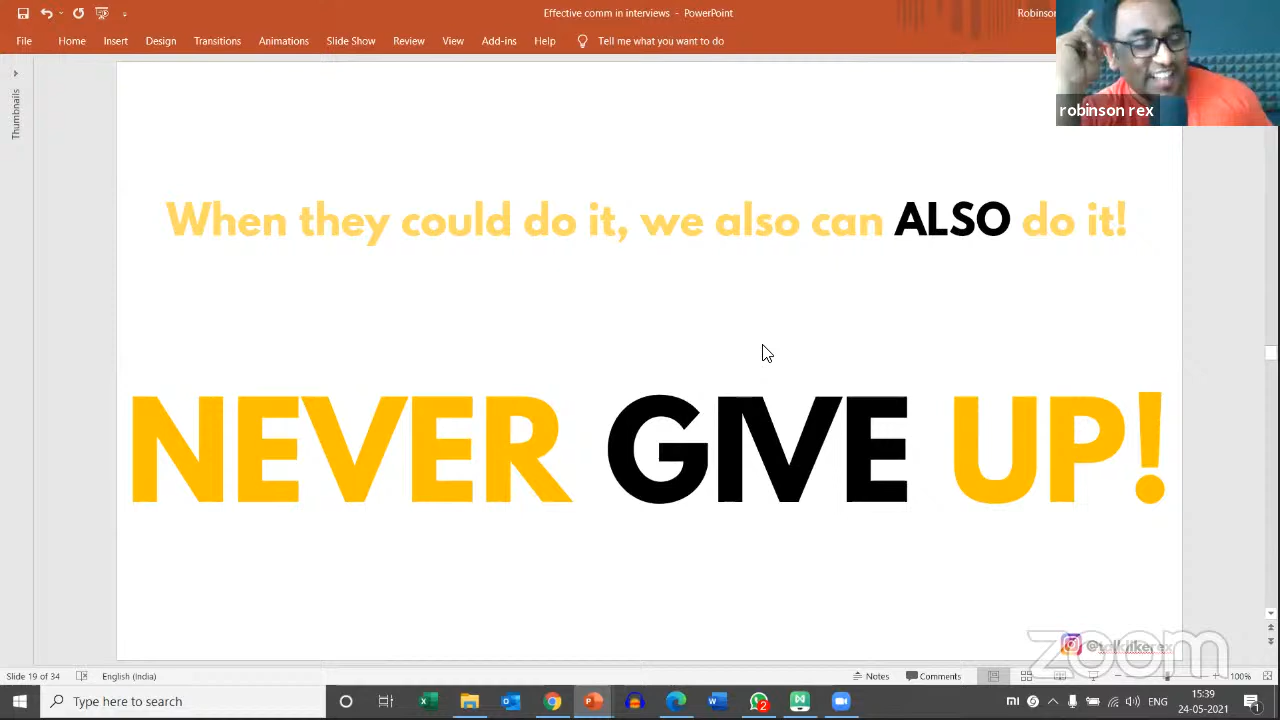 Effective comm in interviews - PowerPoint
Robinson
File Home Insert Design Transitions Animations Slide Show Review View Add-ins Help Tell me what you want to do
robinson rex
Thumbnails
When they could do it, we also can ALSO do it!
NEVER GIVE UP!
@talklikerex
zoom
Slide 19 of 34 English (India) Notes Comments 100%
Type here to search
2
15:39
24-05-2021